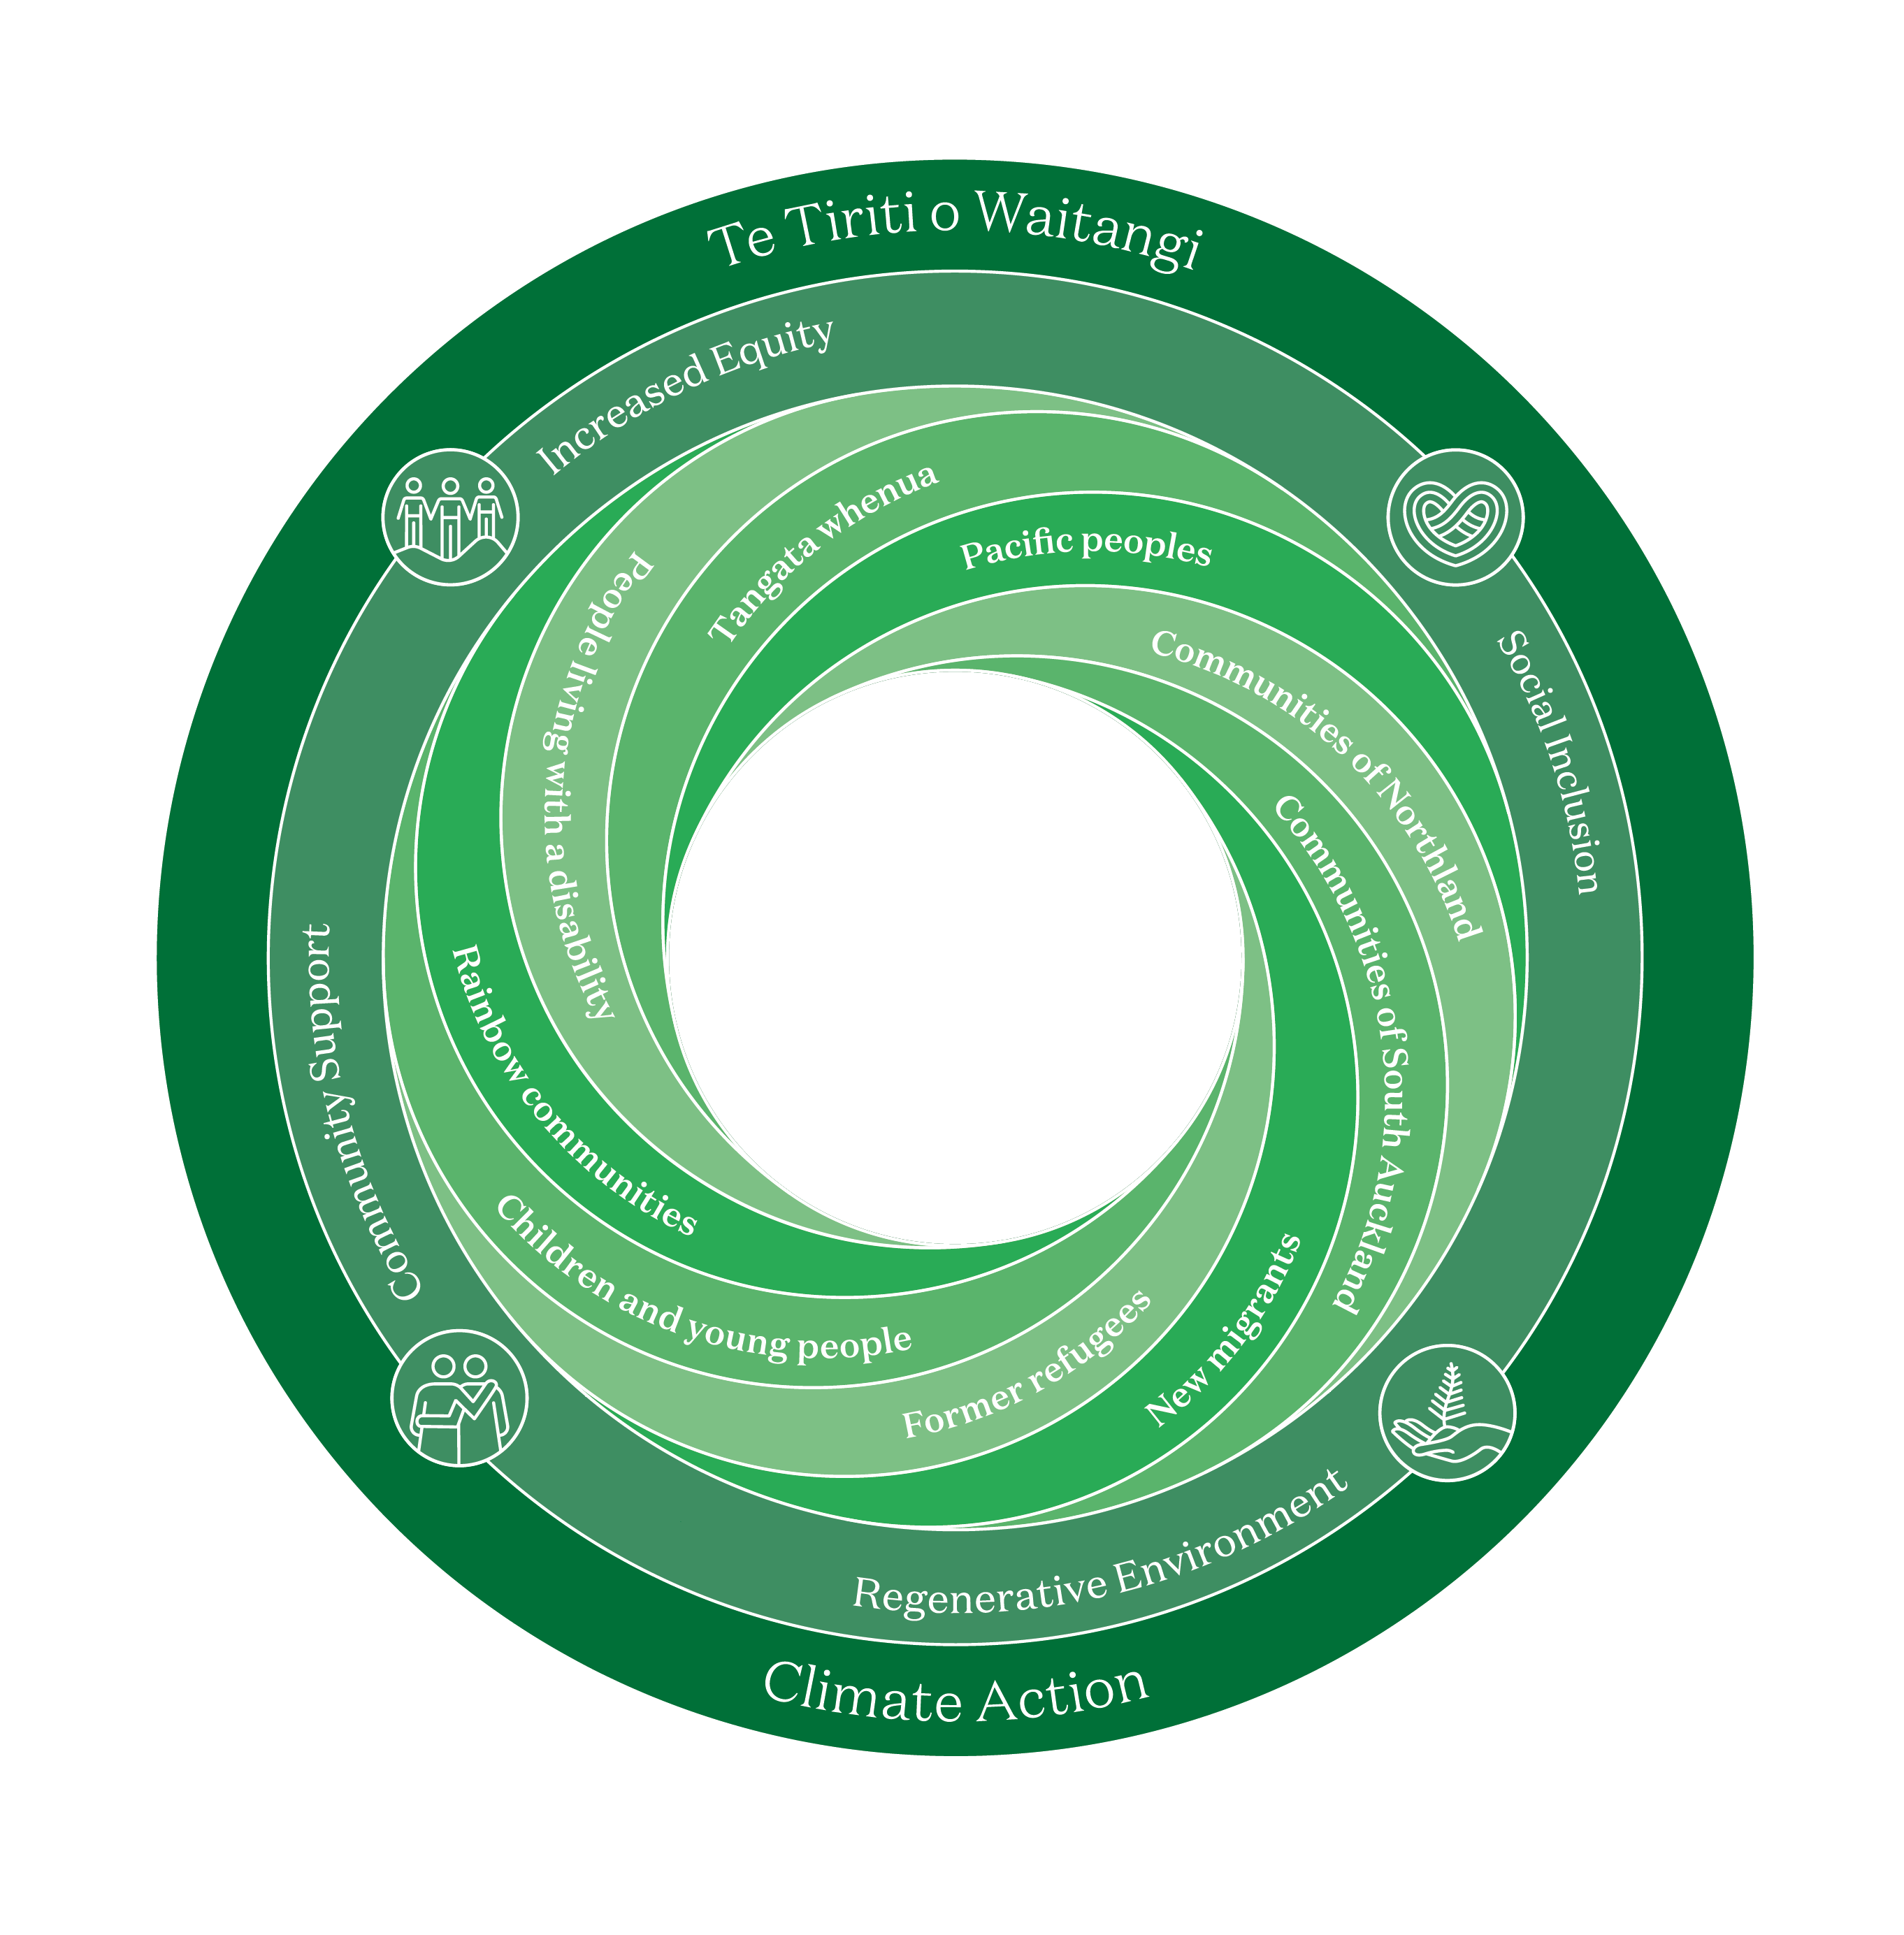 Te Tiriti o Waitangi
Increased Equity
Social Inclusion
Regenerative Environment
Community Support
Tangata whenua
Pacific peoples
Communities of Northland
Communities of South Auckland
New migrants
Former refugees
Children and young people
Rainbow communities
People living with a disability
Climate Action